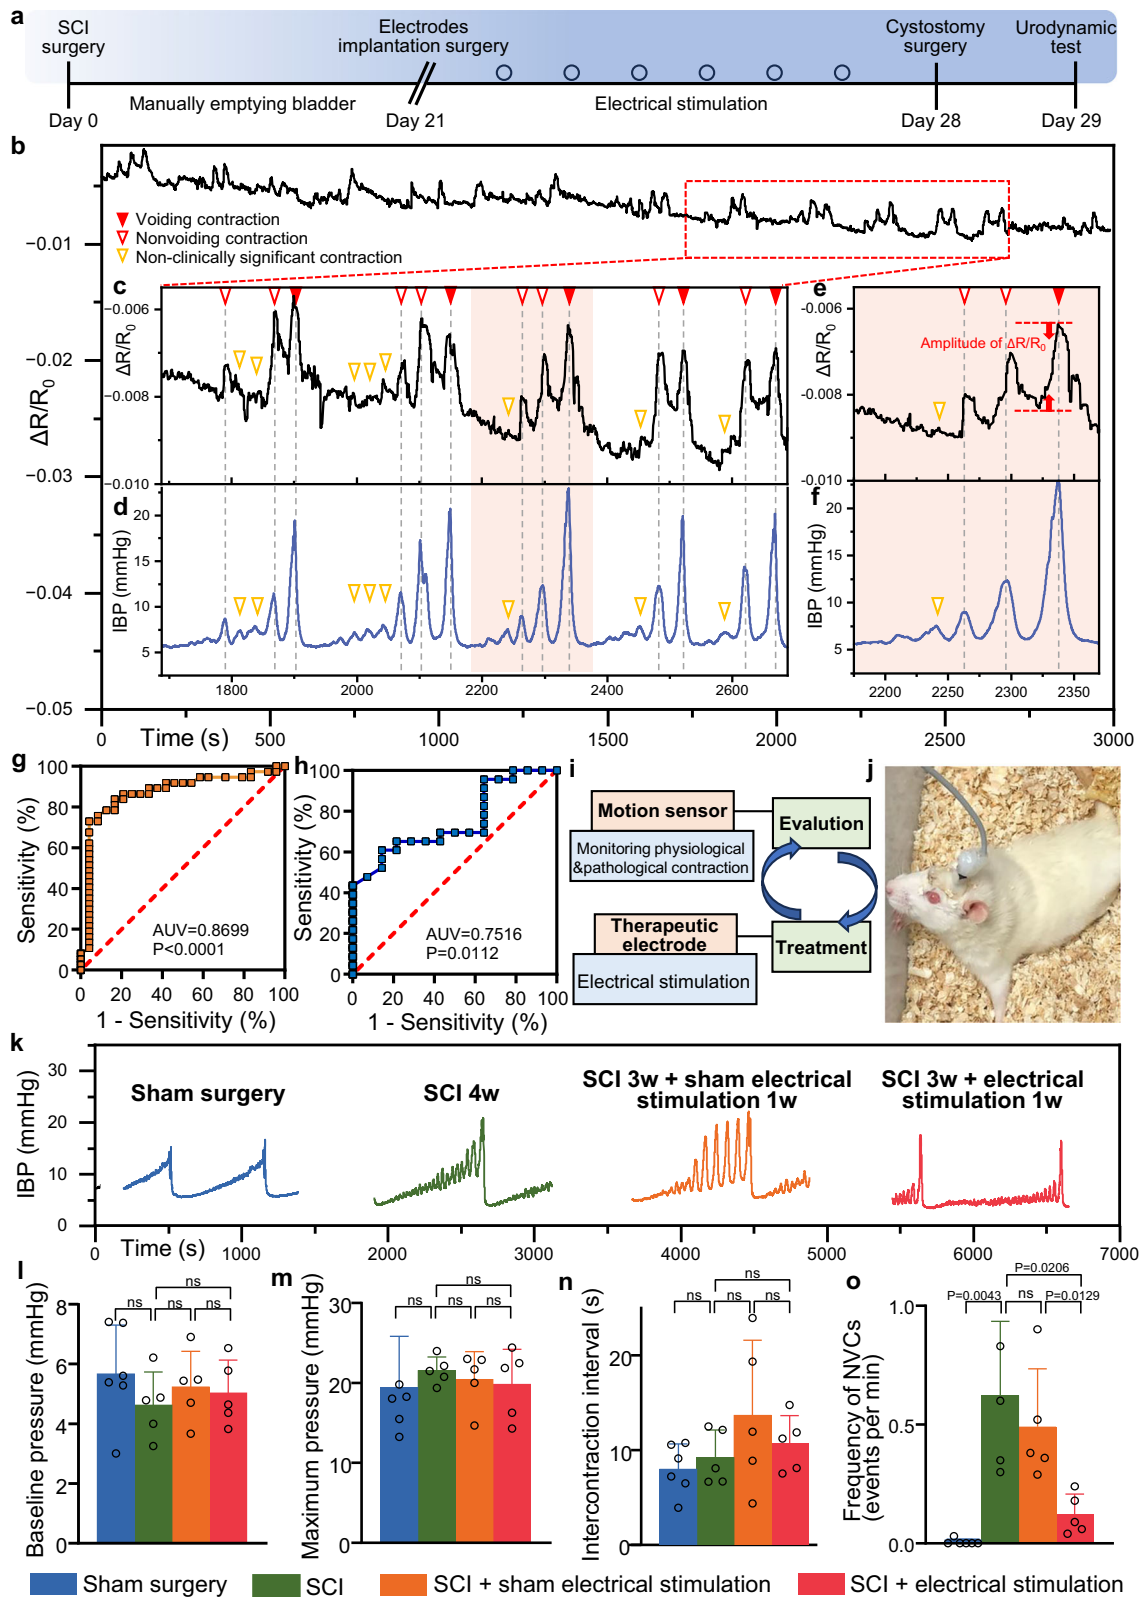 a
SCI
surgery
Electrodes
implantation surgery
Cystostomy
surgery
Urodynamic
test
Manually emptying bladder
Electrical stimulation
Day 0
Day 21
Day 28
Day 29
b
Voiding contraction
Nonvoiding contraction
Non-clinically significant contraction
−0.01
−0.02
−0.03
−0.04
−0.05
ΔR/R0
0
500
1000
1500
2000
2500
3000
Time (s)
c
−0.006
−0.008
−0.010
ΔR/R0
d
20
15
10
5
IBP (mmHg)
1800
2000
2200
2400
2600
e
−0.006
-0.008
-0.010
ΔR/R0
Amplitude of ΔR/R0
f
20
15
10
5
IBP (mmHg)
2200
2250
2300
2350
g
100
80
60
40
20
0
Sensitivity (%)
AUV=0.8699
P<0.0001
0 20 40 60 80 100
1 - Sensitivity (%)
h
100
80
60
40
20
0
Sensitivity (%)
AUV=0.7516
P=0.0112
0 20 40 60 80 100
1 - Sensitivity (%)
i
Motion sensor
Monitoring physiological
&pathological contraction
Evalution
Therapeutic
electrode
Electrical stimulation
Treatment
j
k
30
20
10
0
IBP (mmHg)
Sham surgery
SCI 4w
SCI 3w + sham electrical
stimulation 1w
SCI 3w + electrical
stimulation 1w
0
1000
2000
3000
4000
5000
6000
7000
Time (s)
l
8
6
4
2
0
Baseline pressure (mmHg)
ns
ns
ns
ns
m
30
20
10
0
Maximum pressure (mmHg)
ns
ns
ns
ns
n
20
10
0
Intercontraction interval (s)
ns
ns
ns
ns
o
1.0
0.5
0.0
Frequency of NVCs
(events per min)
P=0.0206
P=0.0043
ns
P=0.0129
Sham surgery
SCI
SCI + sham electrical stimulation
SCI + electrical stimulation